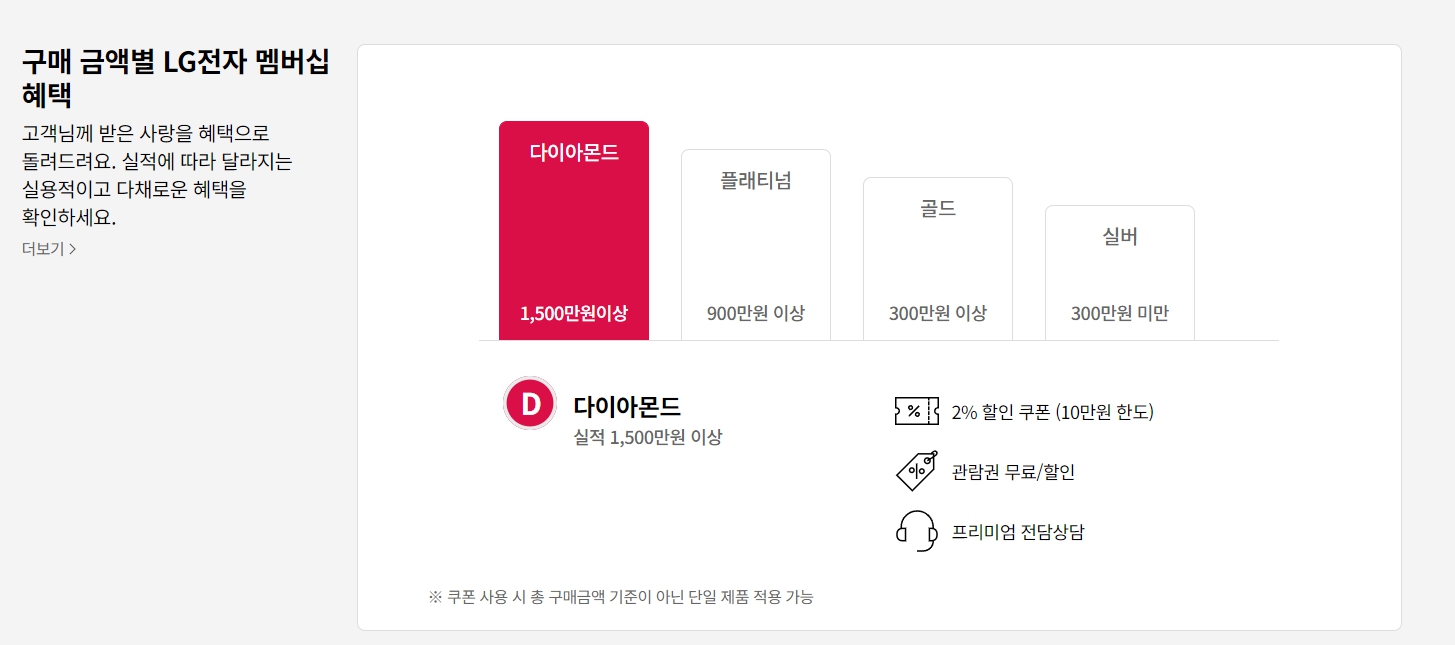 구매 금액별 LG전자 멤버십
혜택
고객님께 받은 사랑을 혜택으로
돌려드려요. 실적에 따라 달라지는
실용적이고 다채로운 혜택을
확인하세요.
더보기 >
다이아몬드
1,500만원이상
플래티넘
900만원 이상
골드
300만원 이상
실버
300만원 미만
D
다이아몬드
실적 1,500만원 이상
% 2% 할인 쿠폰 (10만원 한도)
% 관람권 무료/할인
프리미엄 전담상담
※ 쿠폰 사용 시 총 구매금액 기준이 아닌 단일 제품 적용 가능